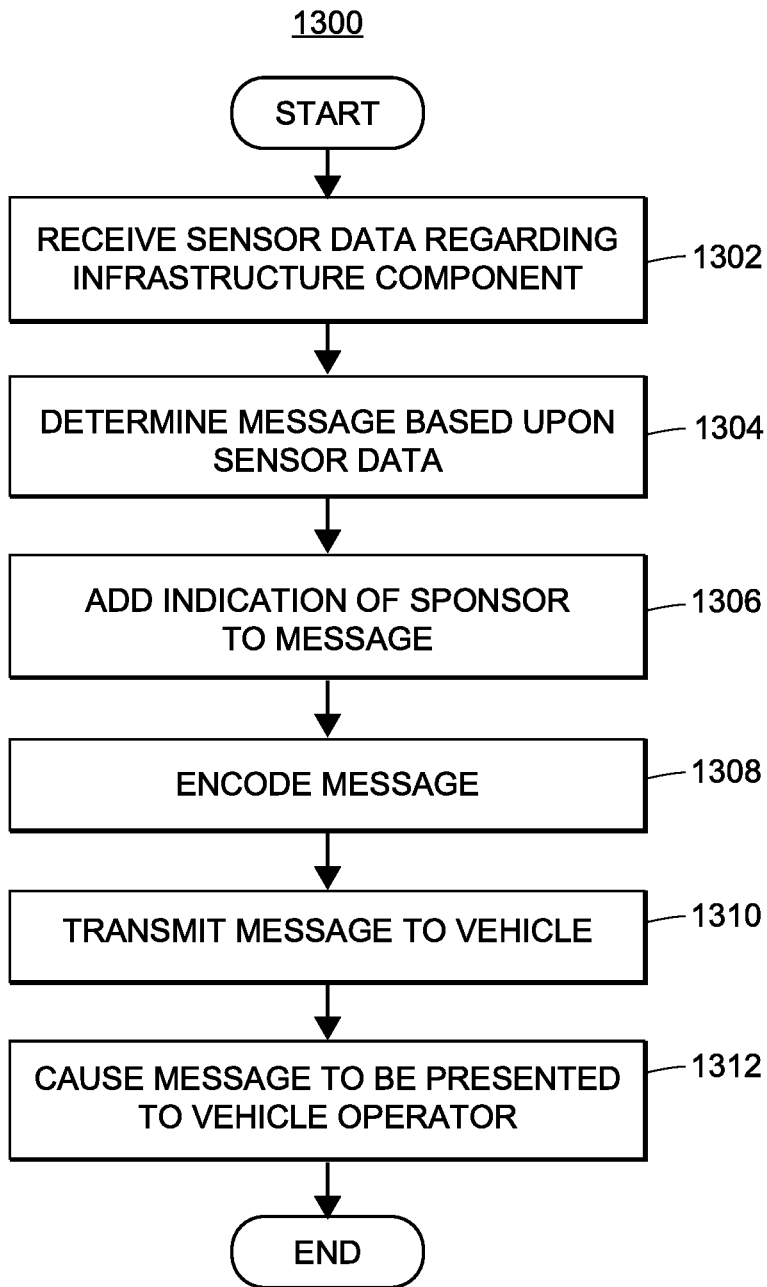 1300
START
RECEIVE SENSOR DATA REGARDING
INFRASTRUCTURE COMPONENT
1302
DETERMINE MESSAGE BASED UPON
SENSOR DATA
1304
ADD INDICATION OF SPONSOR
TO MESSAGE
1306
ENCODE MESSAGE
1308
TRANSMIT MESSAGE TO VEHICLE
1310
CAUSE MESSAGE TO BE PRESENTED
TO VEHICLE OPERATOR
1312
END